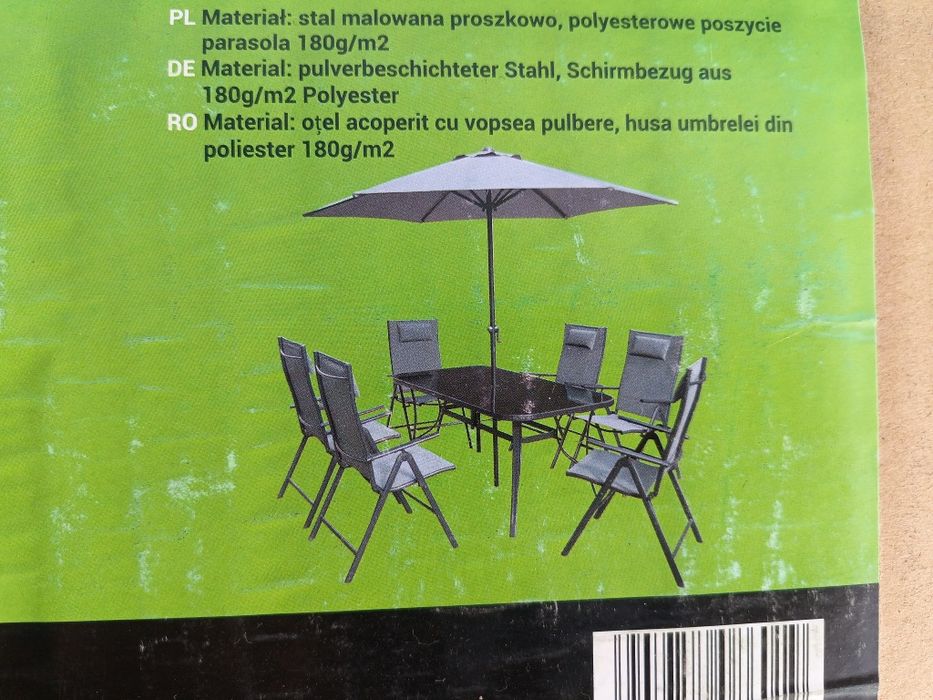 PL Materiał: stal malowana proszkowo, polyesterowe poszycie
parasola 180g/m2
DE Material: pulverbeschichteter Stahl, Schirmbezug aus
180g/m2 Polyester
RO Material: oțel acoperit cu vopsea pulbere, husa umbrelei din
poliester 180g/m2